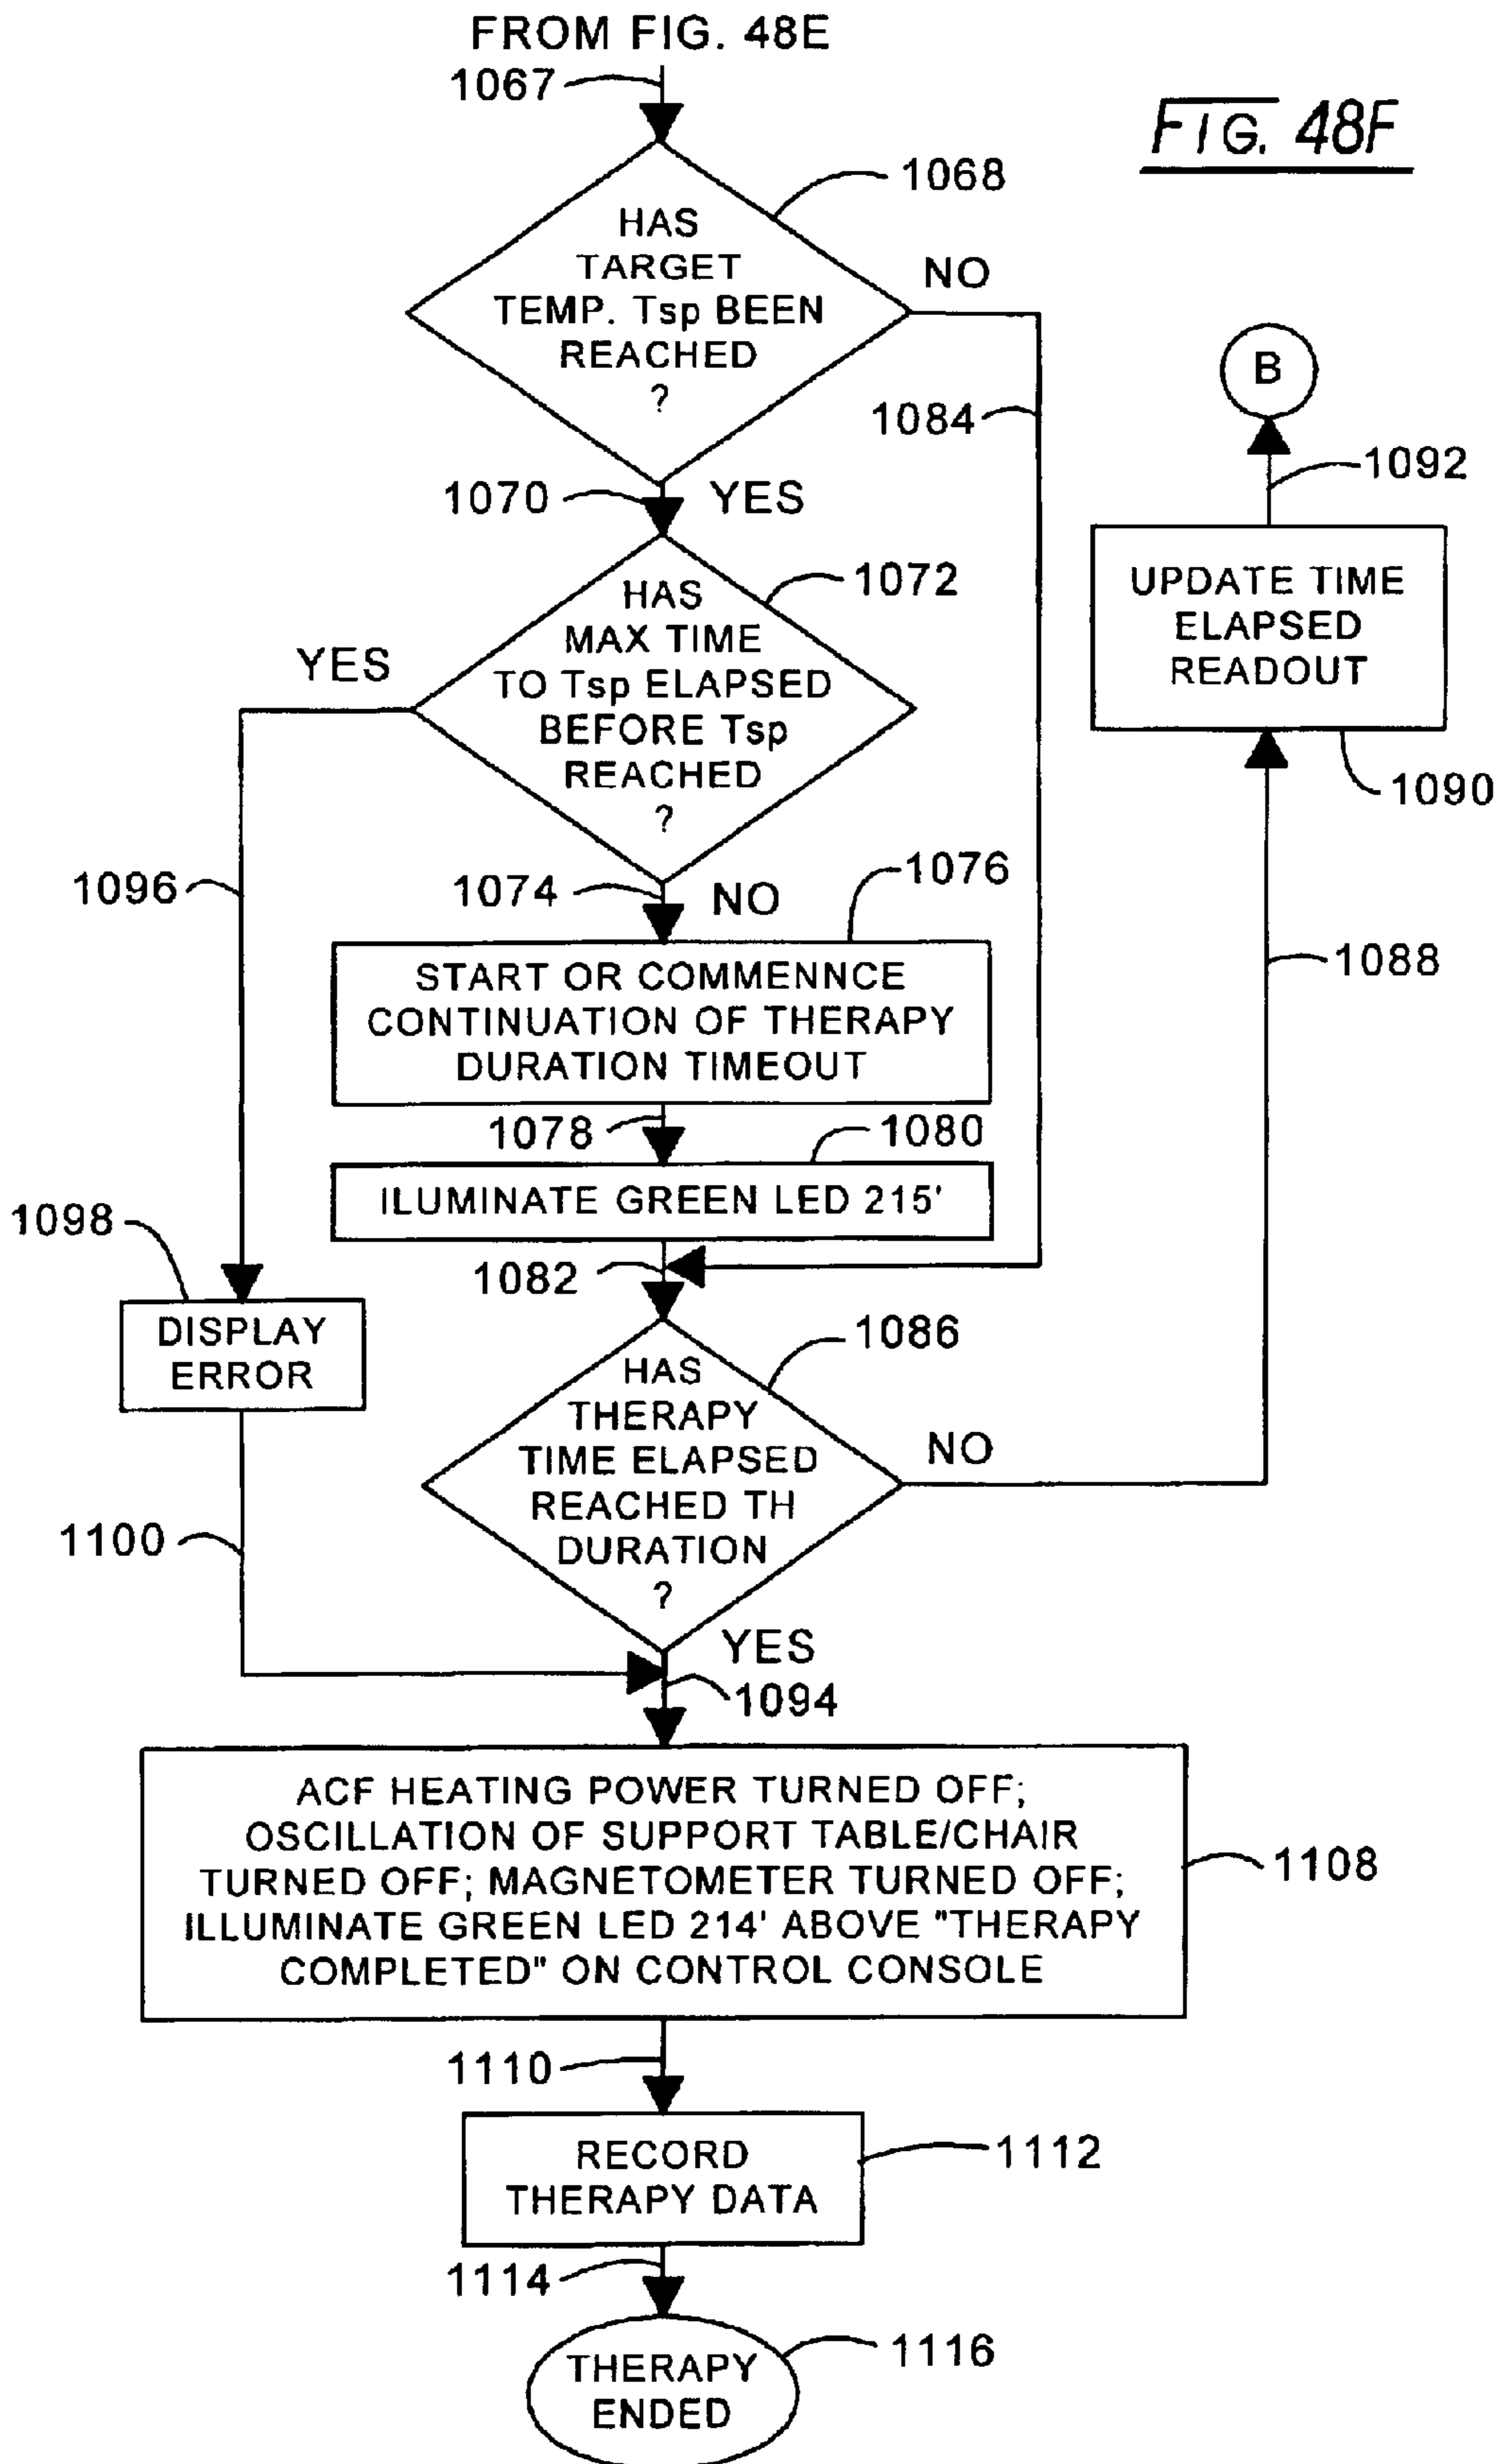 FROM FIG. 48E
1067
FIG. 48F
1068
HAS
TARGET
TEMP. Tsp BEEN
REACHED
?
NO
1084
B
1092
1070
YES
UPDATE TIME
ELAPSED
READOUT
1090
1072
HAS
MAX TIME
TO Tsp ELAPSED
BEFORE Tsp
REACHED
?
YES
1096
1074
NO
1076
1088
START OR COMMENNCE
CONTINUATION OF THERAPY
DURATION TIMEOUT
1078
1080
ILUMINATE GREEN LED 215'
1098
1082
DISPLAY
ERROR
1086
HAS
THERAPY
TIME ELAPSED
REACHED TH
DURATION
?
NO
1100
YES
1094
ACF HEATING POWER TURNED OFF;
OSCILLATION OF SUPPORT TABLE/CHAIR
TURNED OFF; MAGNETOMETER TURNED OFF;
ILLUMINATE GREEN LED 214' ABOVE "THERAPY
COMPLETED" ON CONTROL CONSOLE
1108
1110
RECORD
THERAPY DATA
1112
1114
THERAPY
ENDED
1116